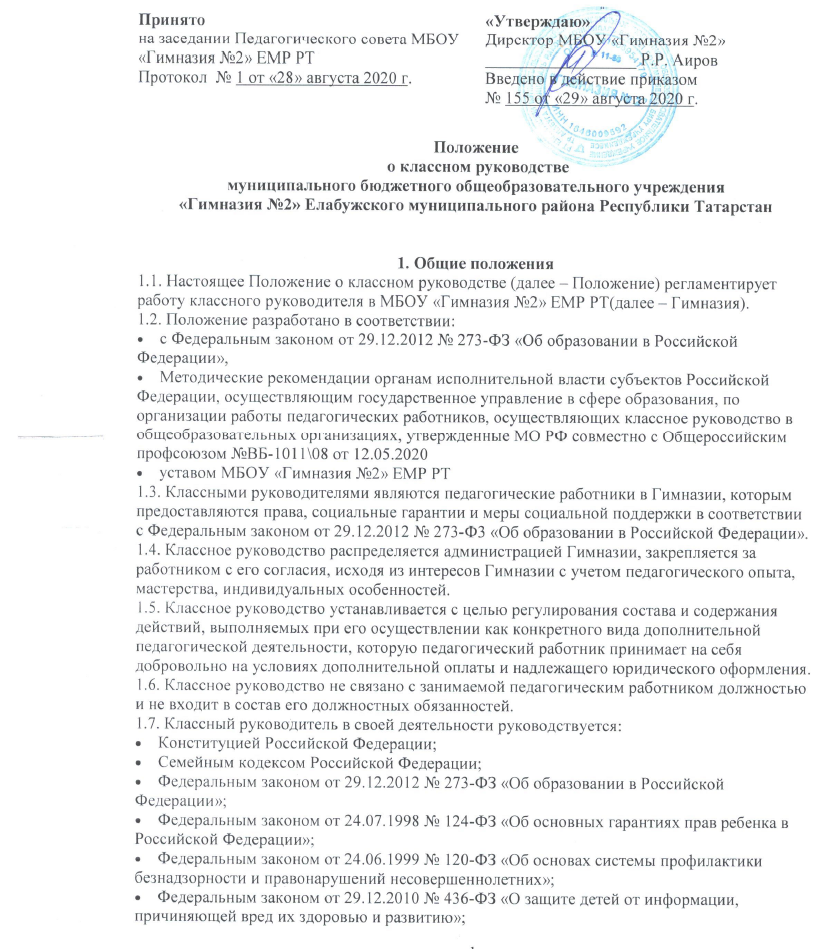 Принято
на заседании Педагогического совета МБОУ
«Гимназия №2» ЕМР РТ
Протокол № 1 от «28» августа 2020 г.
«Утверждаю»
Директор МБОУ «Гимназия №2»
Р.Р. Аиров
Введено в действие приказом
№ 155 от «29» августа 2020 г.
Положение
о классном руководстве
муниципального бюджетного общеобразовательного учреждения
«Гимназия №2» Елабужского муниципального района Республики Татарстан
1. Общие положения
1.1. Настоящее Положение о классном руководстве (далее – Положение) регламентирует
работу классного руководителя в МБОУ «Гимназия №2» ЕМР РТ(далее – Гимназия).
1.2. Положение разработано в соответствии:
• с Федеральным законом от 29.12.2012 № 273-ФЗ «Об образовании в Российской
Федерации»,
• Методические рекомендации органам исполнительной власти субъектов Российской
Федерации, осуществляющим государственное управление в сфере образования, по
организации работы педагогических работников, осуществляющих классное руководство в
общеобразовательных организациях, утвержденные МО РФ совместно с Общероссийским
профсоюзом №ВБ-1011\08 от 12.05.2020
• уставом МБОУ «Гимназия №2» ЕМР РТ
1.3. Классными руководителями являются педагогические работники в Гимназии, которым
предоставляются права, социальные гарантии и меры социальной поддержки в соответствии
с Федеральным законом от 29.12.2012 № 273-ФЗ «Об образовании в Российской Федерации».
1.4. Классное руководство распределяется администрацией Гимназии, закрепляется за
работником с его согласия, исходя из интересов Гимназии с учетом педагогического опыта,
мастерства, индивидуальных особенностей.
1.5. Классное руководство устанавливается с целью регулирования состава и содержания
действий, выполняемых при его осуществлении как конкретного вида дополнительной
педагогической деятельности, которую педагогический работник принимает на себя
добровольно на условиях дополнительной оплаты и надлежащего юридического оформления.
1.6. Классное руководство не связано с занимаемой педагогическим работником должностью
и не входит в состав его должностных обязанностей.
1.7. Классный руководитель в своей деятельности руководствуется:
• Конституцией Российской Федерации;
• Семейным кодексом Российской Федерации;
• Федеральным законом от 29.12.2012 № 273-ФЗ «Об образовании в Российской
Федерации»;
• Федеральным законом от 24.07.1998 № 124-ФЗ «Об основных гарантиях прав ребенка в
Российской Федерации»;
• Федеральным законом от 24.06.1999 № 120-ФЗ «Об основах системы профилактики
безнадзорности и правонарушений несовершеннолетних»;
• Федеральным законом от 29.12.2010 № 436-ФЗ «О защите детей от информации,
причиняющей вред их здоровью и развитию»;